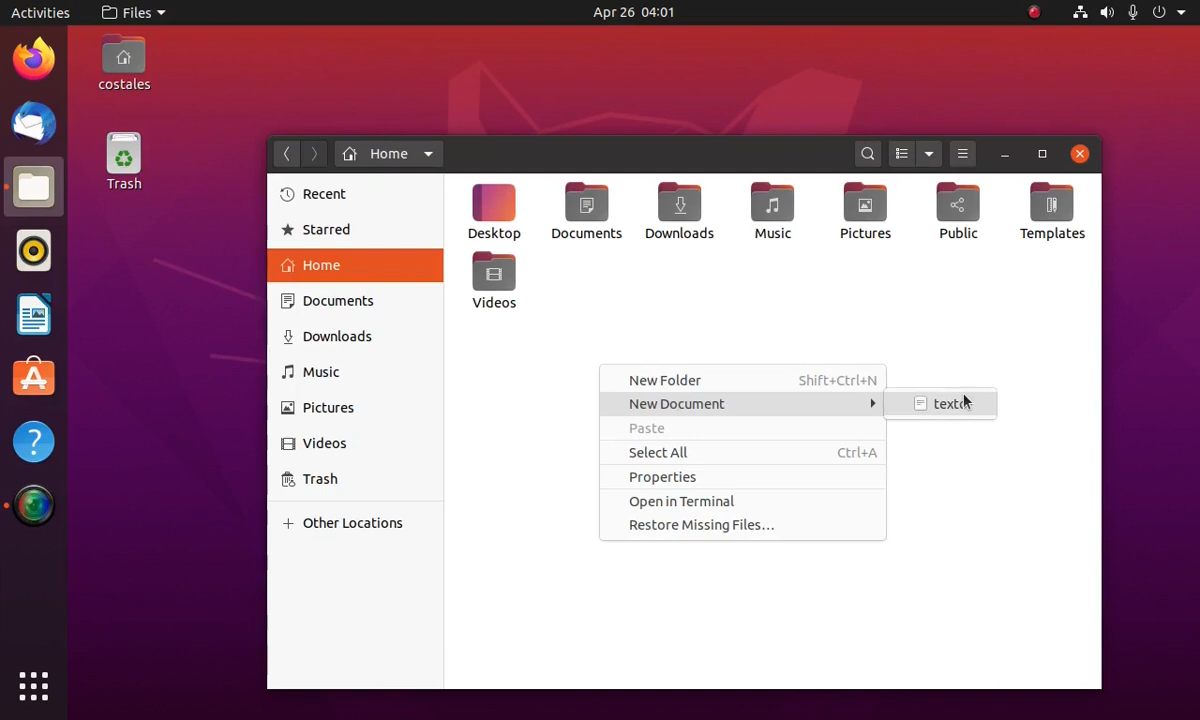 Activities Files Apr 26 04:01
costales
Trash
Home
Recent
Starred
Home
Documents
Downloads
Music
Pictures
Videos
Trash
Other Locations
Desktop Documents Downloads Music Pictures Public Templates
Videos
New Folder Shift+Ctrl+N
New Document
Paste
Select All Ctrl+A
Properties
Open in Terminal
Restore Missing Files...